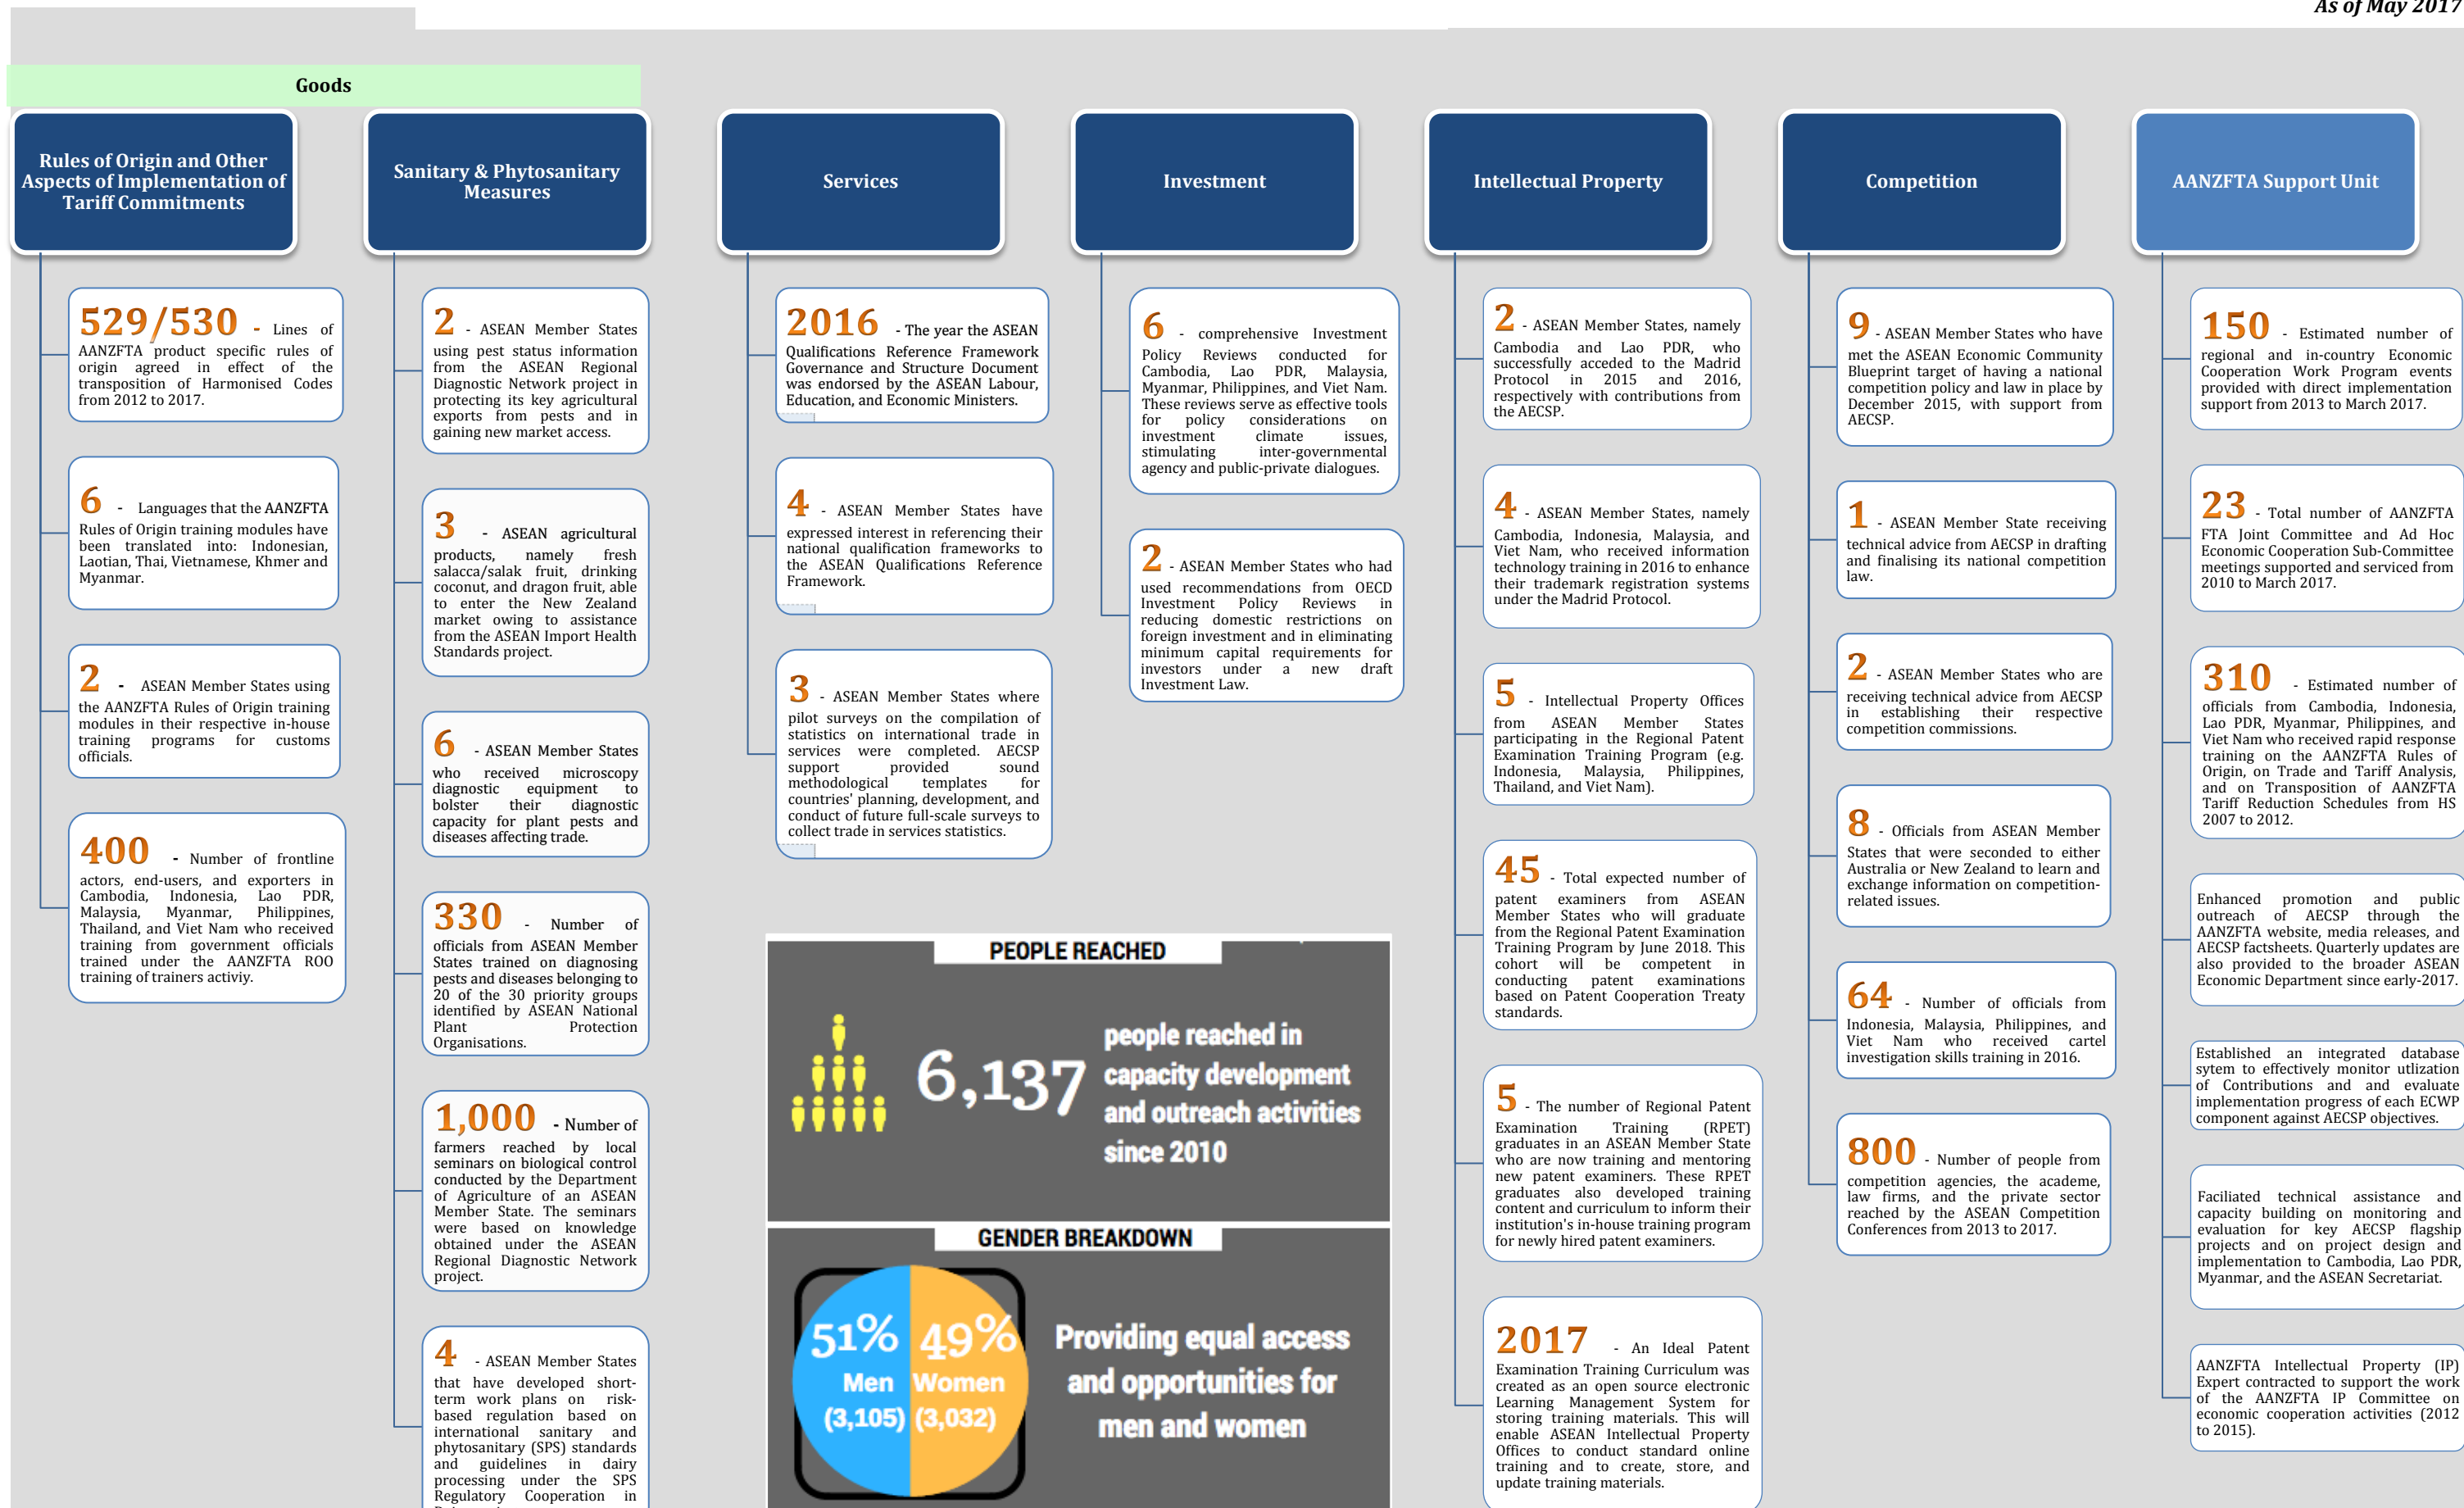 As of May 2017
Goods
Rules of Origin and Other
Aspects of Implementation of
Tariff Commitments
529/530 - Lines of
AANZFTA product specific rules of
origin agreed in effect of the
transposition of Harmonised Codes
from 2012 to 2017.
6 - Languages that the AANZFTA
Rules of Origin training modules have
been translated into: Indonesian,
Laotian, Thai, Vietnamese, Khmer and
Myanmar.
2 - ASEAN Member States using
the AANZFTA Rules of Origin training
modules in their respective in-house
training programs for customs
officials.
400 - Number of frontline
actors, end-users, and exporters in
Cambodia, Indonesia, Lao PDR,
Malaysia, Myanmar, Philippines,
Thailand, and Viet Nam who received
training from government officials
trained under the AANZFTA ROO
training of trainers activiy.
Sanitary & Phytosanitary
Measures
2 - ASEAN Member States
using pest status information
from the ASEAN Regional
Diagnostic Network project in
protecting its key agricultural
exports from pests and in
gaining new market access.
3 - ASEAN agricultural
products, namely fresh
salacca/salak fruit, drinking
coconut, and dragon fruit, able
to enter the New Zealand
market owing to assistance
from the ASEAN Import Health
Standards project.
6 - ASEAN Member States
who received microscopy
diagnostic equipment to
bolster their diagnostic
capacity for plant pests and
diseases affecting trade.
330 - Number of
officials from ASEAN Member
States trained on diagnosing
pests and diseases belonging to
20 of the 30 priority groups
identified by ASEAN National
Plant Protection
Organisations.
1,000 - Number of
farmers reached by local
seminars on biological control
conducted by the Department
of Agriculture of an ASEAN
Member State. The seminars
were based on knowledge
obtained under the ASEAN
Regional Diagnostic Network
project.
4 - ASEAN Member States
that have developed short-
term work plans on risk-
based regulation based on
international sanitary and
phytosanitary (SPS) standards
and guidelines in dairy
processing under the SPS
Regulatory Cooperation in
Services
2016 - The year the ASEAN
Qualifications Reference Framework
Governance and Structure Document
was endorsed by the ASEAN Labour,
Education, and Economic Ministers.
4 - ASEAN Member States have
expressed interest in referencing their
national qualification frameworks to
the ASEAN Qualifications Reference
Framework.
3 - ASEAN Member States where
pilot surveys on the compilation of
statistics on international trade in
services were completed. AECSP
support provided sound
methodological templates for
countries' planning, development, and
conduct of future full-scale surveys to
collect trade in services statistics.
Investment
6 - comprehensive Investment
Policy Reviews conducted for
Cambodia, Lao PDR, Malaysia,
Myanmar, Philippines, and Viet Nam.
These reviews serve as effective tools
for policy considerations on
investment climate issues,
stimulating inter-governmental
agency and public-private dialogues.
2 - ASEAN Member States who had
used recommendations from OECD
Investment Policy Reviews in
reducing domestic restrictions on
foreign investment and in eliminating
minimum capital requirements for
investors under a new draft
Investment Law.
PEOPLE REACHED
6,137
people reached in
capacity development
and outreach activities
since 2010
GENDER BREAKDOWN
51% 49%
Men Women
(3,105) (3,032)
Providing equal access
and opportunities for
men and women
Intellectual Property
2 - ASEAN Member States, namely
Cambodia and Lao PDR, who
successfully acceded to the Madrid
Protocol in 2015 and 2016,
respectively with contributions from
the AECSP.
4 - ASEAN Member States, namely
Cambodia, Indonesia, Malaysia, and
Viet Nam, who received information
technology training in 2016 to enhance
their trademark registration systems
under the Madrid Protocol.
5 - Intellectual Property Offices
from ASEAN Member States
participating in the Regional Patent
Examination Training Program (e.g.
Indonesia, Malaysia, Philippines,
Thailand, and Viet Nam).
45 - Total expected number of
patent examiners from ASEAN
Member States who will graduate
from the Regional Patent Examination
Training Program by June 2018. This
cohort will be competent in
conducting patent examinations
based on Patent Cooperation Treaty
standards.
5 - The number of Regional Patent
Examination Training (RPET)
graduates in an ASEAN Member State
who are now training and mentoring
new patent examiners. These RPET
graduates also developed training
content and curriculum to inform their
institution's in-house training program
for newly hired patent examiners.
2017 - An Ideal Patent
Examination Training Curriculum was
created as an open source electronic
Learning Management System for
storing training materials. This will
enable ASEAN Intellectual Property
Offices to conduct standard online
training and to create, store, and
update training materials.
Competition
9 - ASEAN Member States who have
met the ASEAN Economic Community
Blueprint target of having a national
competition policy and law in place by
December 2015, with support from
AECSP.
1 - ASEAN Member State receiving
technical advice from AECSP in drafting
and finalising its national competition
law.
2 - ASEAN Member States who are
receiving technical advice from AECSP
in establishing their respective
competition commissions.
8 - Officials from ASEAN Member
States that were seconded to either
Australia or New Zealand to learn and
exchange information on competition-
related issues.
64 - Number of officials from
Indonesia, Malaysia, Philippines, and
Viet Nam who received cartel
investigation skills training in 2016.
800 - Number of people from
competition agencies, the academe,
law firms, and the private sector
reached by the ASEAN Competition
Conferences from 2013 to 2017.
AANZFTA Support Unit
150 - Estimated number of
regional and in-country Economic
Cooperation Work Program events
provided with direct implementation
support from 2013 to March 2017.
23 - Total number of AANZFTA
FTA Joint Committee and Ad Hoc
Economic Cooperation Sub-Committee
meetings supported and serviced from
2010 to March 2017.
310 - Estimated number of
officials from Cambodia, Indonesia,
Lao PDR, Myanmar, Philippines, and
Viet Nam who received rapid response
training on the AANZFTA Rules of
Origin, on Trade and Tariff Analysis,
and on Transposition of AANZFTA
Tariff Reduction Schedules from HS
2007 to 2012.
Enhanced promotion and public
outreach of AECSP through the
AANZFTA website, media releases, and
AECSP factsheets. Quarterly updates are
also provided to the broader ASEAN
Economic Department since early-2017.
Established an integrated database
sytem to effectively monitor utlization
of Contributions and and evaluate
implementation progress of each ECWP
component against AECSP objectives.
Faciliated technical assistance and
capacity building on monitoring and
evaluation for key AECSP flagship
projects and on project design and
implementation to Cambodia, Lao PDR,
Myanmar, and the ASEAN Secretariat.
AANZFTA Intellectual Property (IP)
Expert contracted to support the work
of the AANZFTA IP Committee on
economic cooperation activities (2012
to 2015).